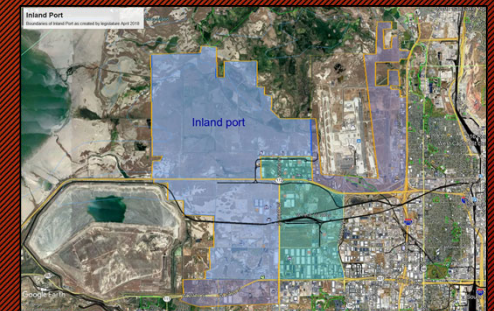 Inland Port
Boundaries of Inland Port as created by legislature April 2018
Inland port
Google Earth